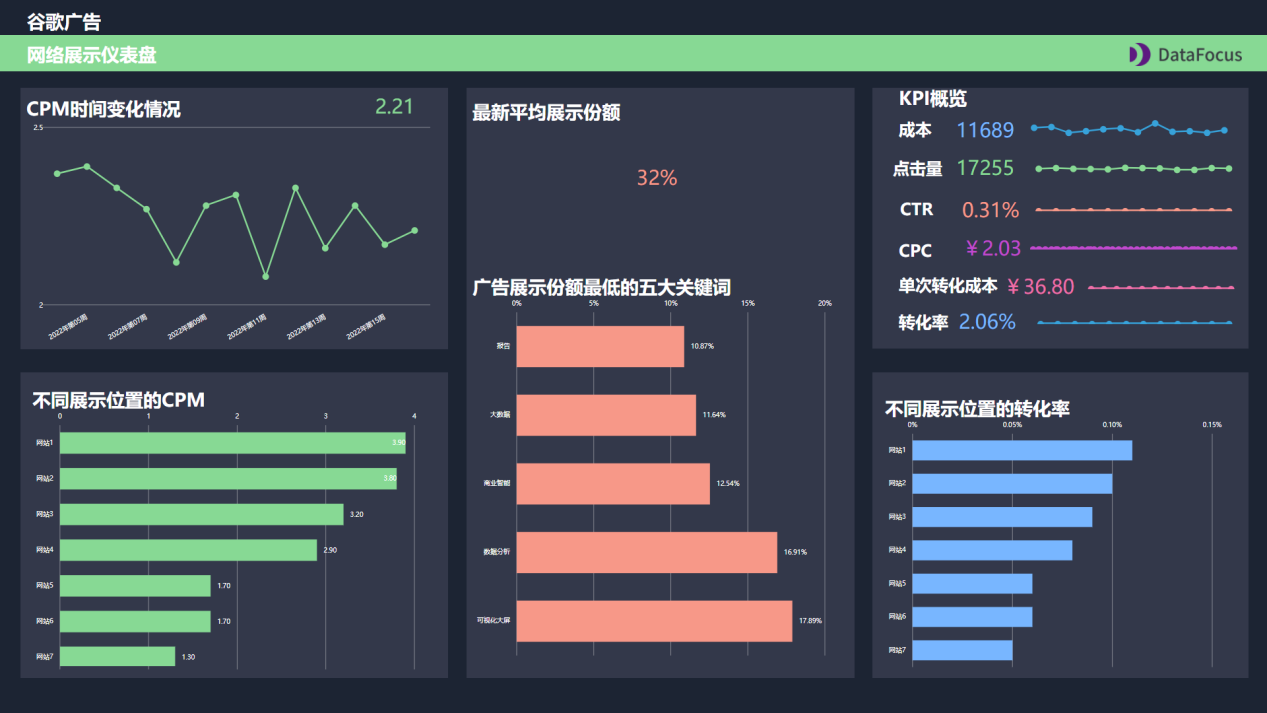 谷歌广告
网络展示仪表盘
DataFocus
CPM时间变化情况
2.21
2.5
2
2022年第05周
2022年第07周
2022年第09周
2022年第11周
2022年第13周
2022年第15周
最新平均展示份额
32%
广告展示份额最低的五大关键词
0% 5% 10% 15% 20%
报告 10.87%
大数据 11.64%
商业智能 12.54%
数据分析 16.91%
可视化大屏 17.89%
KPI概览
成本 11689
点击量 17255
CTR 0.31%
CPC ¥2.03
单次转化成本 ¥36.80
转化率 2.06%
不同展示位置的CPM
0 1 2 3 4
网站1 3.90
网站2 3.80
网站3 3.20
网站4 2.90
网站5 1.70
网站6 1.70
网站7 1.30
不同展示位置的转化率
0% 0.05% 0.10% 0.15%
网站1
网站2
网站3
网站4
网站5
网站6
网站7